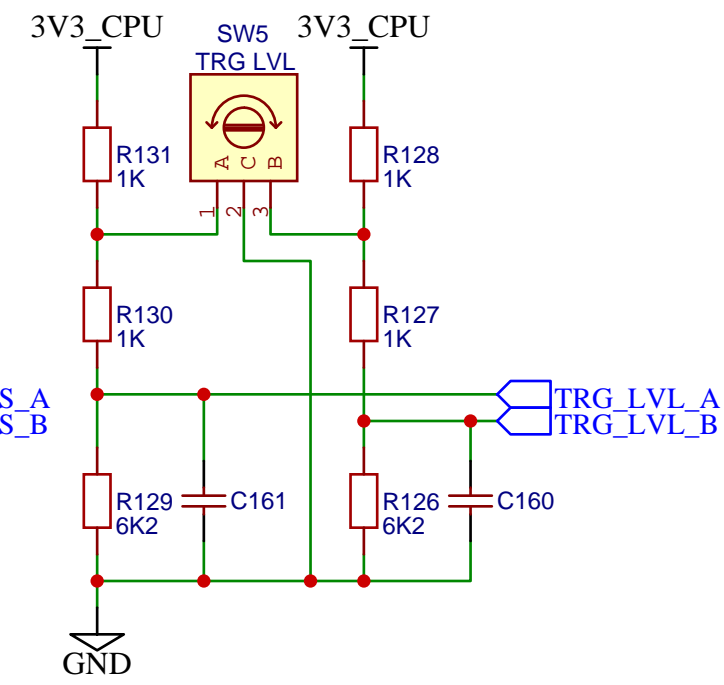 3V3_CPU
SW5
TRG LVL
3V3_CPU
A
C
B
1
2
3
R131
1K
R128
1K
R130
1K
R127
1K
S_A
S_B
TRG_LVL_A
TRG_LVL_B
R129
6K2
C161
R126
6K2
C160
GND